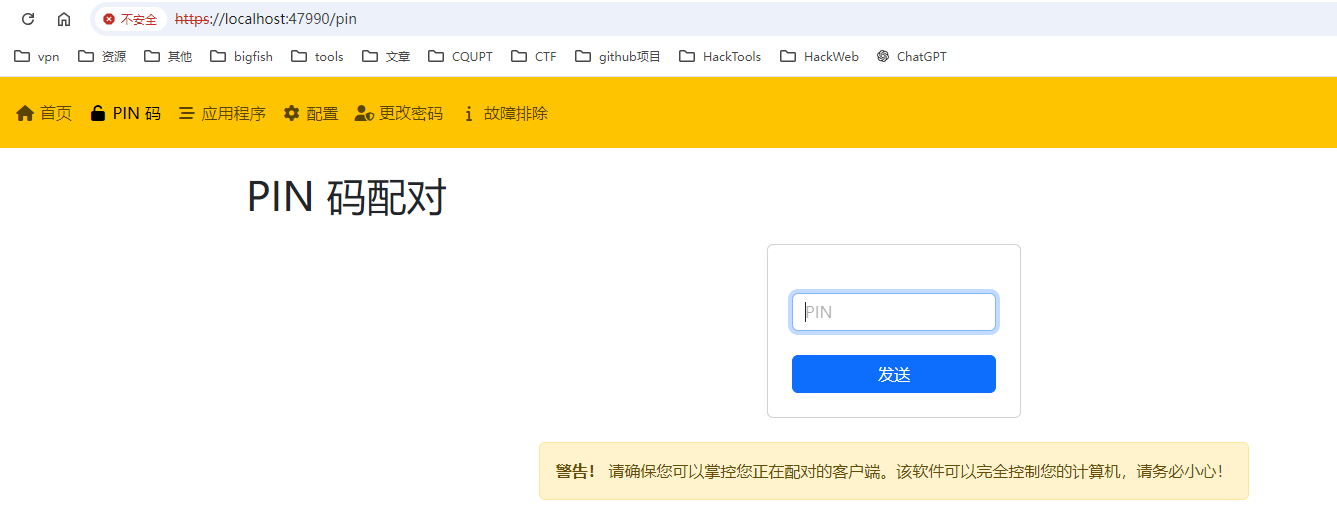 不安全 https://localhost:47990/pin
vpn 资源 其他 bigfish tools 文章 CQUPT CTF github项目 HackTools HackWeb ChatGPT
首页 PIN 码 应用程序 配置 更改密码 故障排除
PIN 码配对
PIN
发送
警告! 请确保您可以掌控您正在配对的客户端。该软件可以完全控制您的计算机，请务必小心!